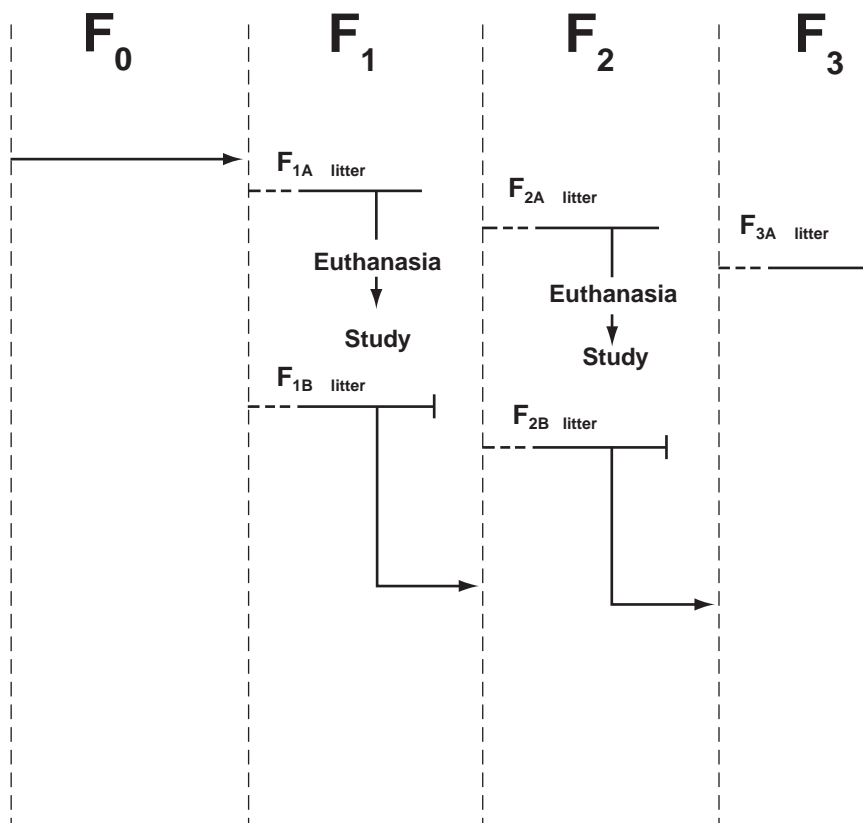 F0 F1 F2 F3
F1A litter
F2A litter
F3A litter
Euthanasia
Euthanasia
Study
Study
F1B litter
F2B litter